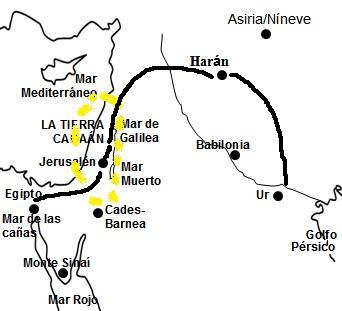 Asiria/Níneve
Harán
Mar
Mediterráneo
LA TIERRA
CANAÁN
Mar de
Galilea
Babilonia
Jerusalén
Mar
Muerto
Egipto
Ur
Mar de las
cañas
Cades-
Barnea
Golfo
Pérsico
Monte Sinaí
Mar Rojo